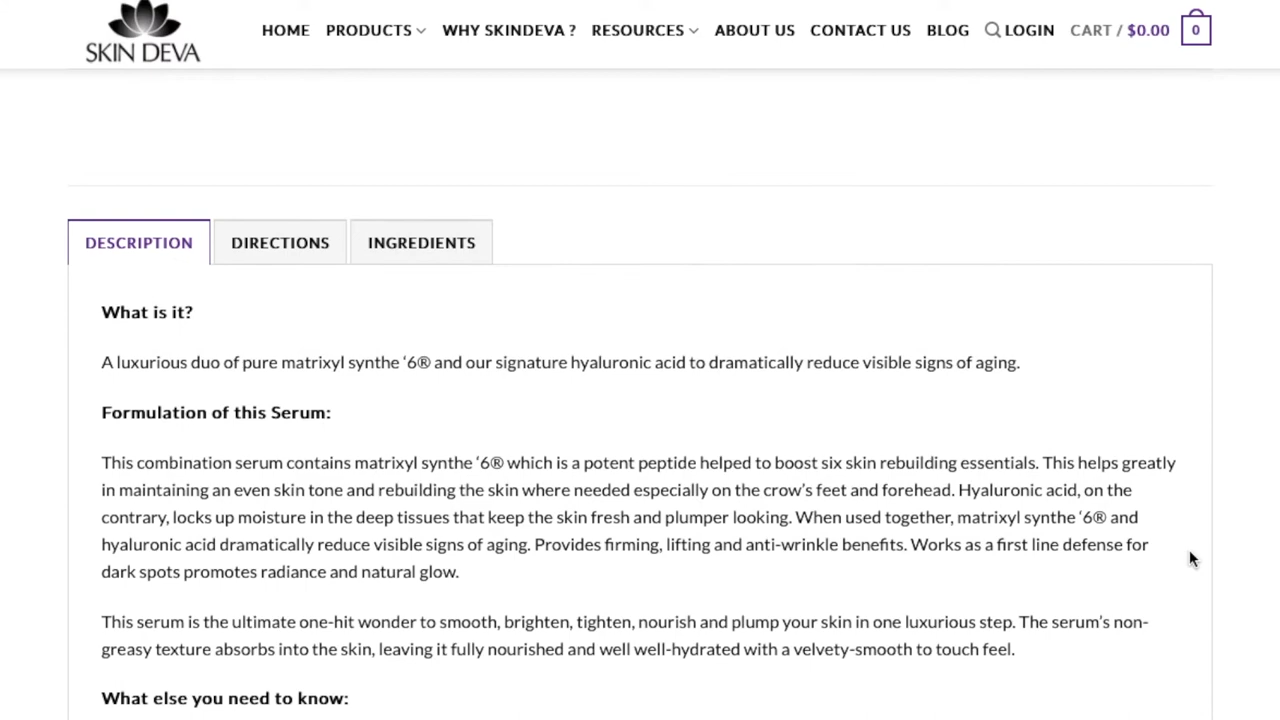 SKIN DEVA
HOME PRODUCTS WHY SKINDEVA ? RESOURCES ABOUT US CONTACT US BLOG LOGIN CART / $0.00 0
DESCRIPTION DIRECTIONS INGREDIENTS
What is it?
A luxurious duo of pure matrixyl synthe ‘6® and our signature hyaluronic acid to dramatically reduce visible signs of aging.
Formulation of this Serum:
This combination serum contains matrixyl synthe ‘6® which is a potent peptide helped to boost six skin rebuilding essentials. This helps greatly
in maintaining an even skin tone and rebuilding the skin where needed especially on the crow’s feet and forehead. Hyaluronic acid, on the
contrary, locks up moisture in the deep tissues that keep the skin fresh and plumper looking. When used together, matrixyl synthe ‘6® and
hyaluronic acid dramatically reduce visible signs of aging. Provides firming, lifting and anti-wrinkle benefits. Works as a first line defense for
dark spots promotes radiance and natural glow.
This serum is the ultimate one-hit wonder to smooth, brighten, tighten, nourish and plump your skin in one luxurious step. The serum’s non-
greasy texture absorbs into the skin, leaving it fully nourished and well well-hydrated with a velvety-smooth to touch feel.
What else you need to know: